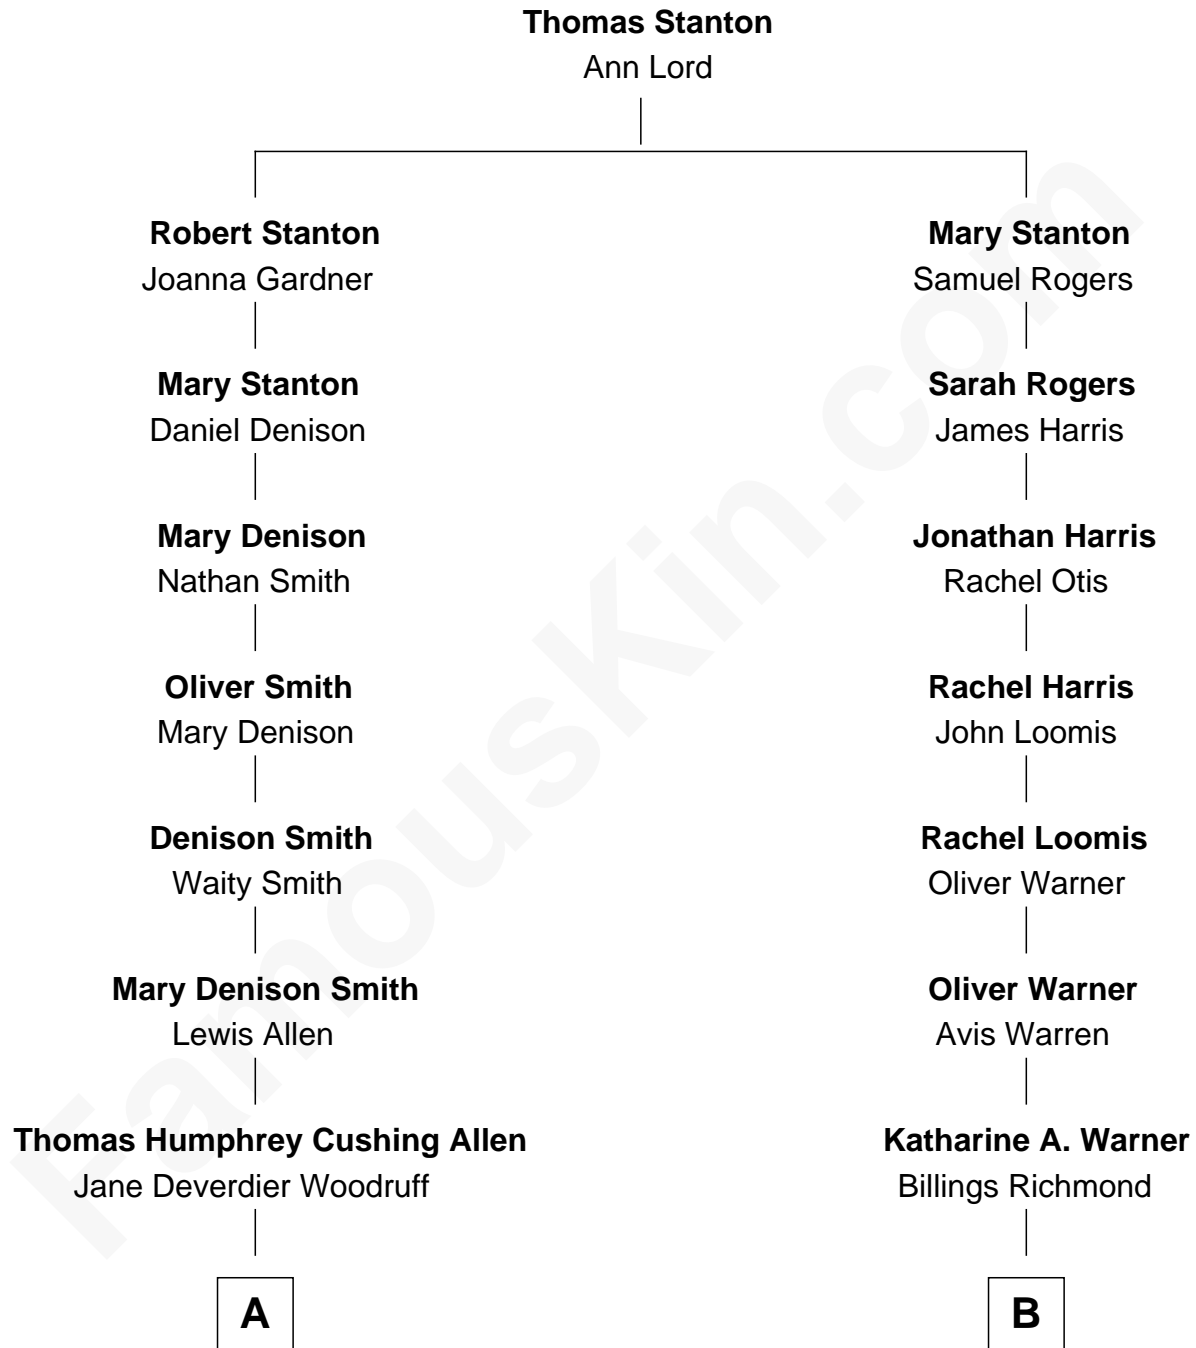 Thomas Stanton
Ann Lord
Robert Stanton
Joanna Gardner
Mary Stanton
Samuel Rogers
Mary Stanton
Daniel Denison
Sarah Rogers
James Harris
Mary Denison
Nathan Smith
Jonathan Harris
Rachel Otis
Oliver Smith
Mary Denison
Rachel Harris
John Loomis
Denison Smith
Waity Smith
Rachel Loomis
Oliver Warner
Mary Denison Smith
Lewis Allen
Oliver Warner
Avis Warren
Thomas Humphrey Cushing Allen
Jane Deverdier Woodruff
Katharine A. Warner
Billings Richmond
A
B
FamousKin.com